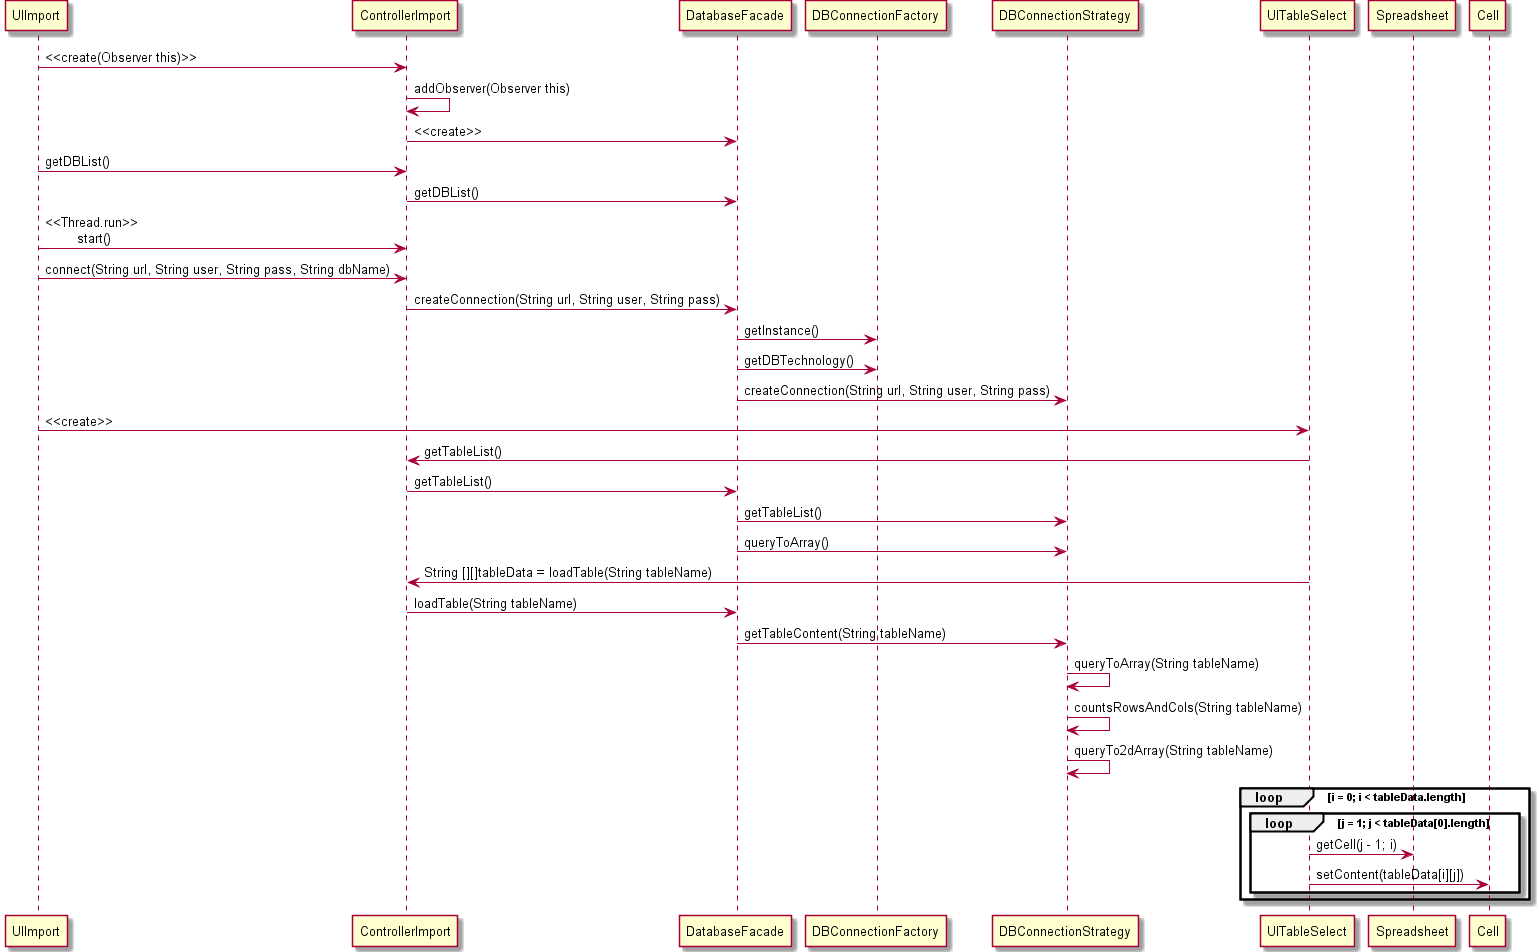 UIImport
ControllerImport
DatabaseFacade
DBConnectionFactory
DBConnectionStrategy
UITableSelect
Spreadsheet
Cell
<<create(Observer this)>>
addObserver(Observer this)
<<create>>
getDBList()
getDBList()
<<Thread.run>>
start()
connect(String url, String user, String pass, String dbName)
createConnection(String url, String user, String pass)
getInstance()
getDBTechnology()
createConnection(String url, String user, String pass)
<<create>>
getTableList()
getTableList()
getTableList()
queryToArray()
String [][]tableData = loadTable(String tableName)
loadTable(String tableName)
getTableContent(String tableName)
queryToArray(String tableName)
countsRowsAndCols(String tableName)
queryTo2dArray(String tableName)
loop [i = 0; i < tableData.length]
loop [j = 1; j < tableData[0].length]
getCell(j - 1; i)
setContent(tableData[i][j])
UIImport
ControllerImport
DatabaseFacade
DBConnectionFactory
DBConnectionStrategy
UITableSelect
Spreadsheet
Cell